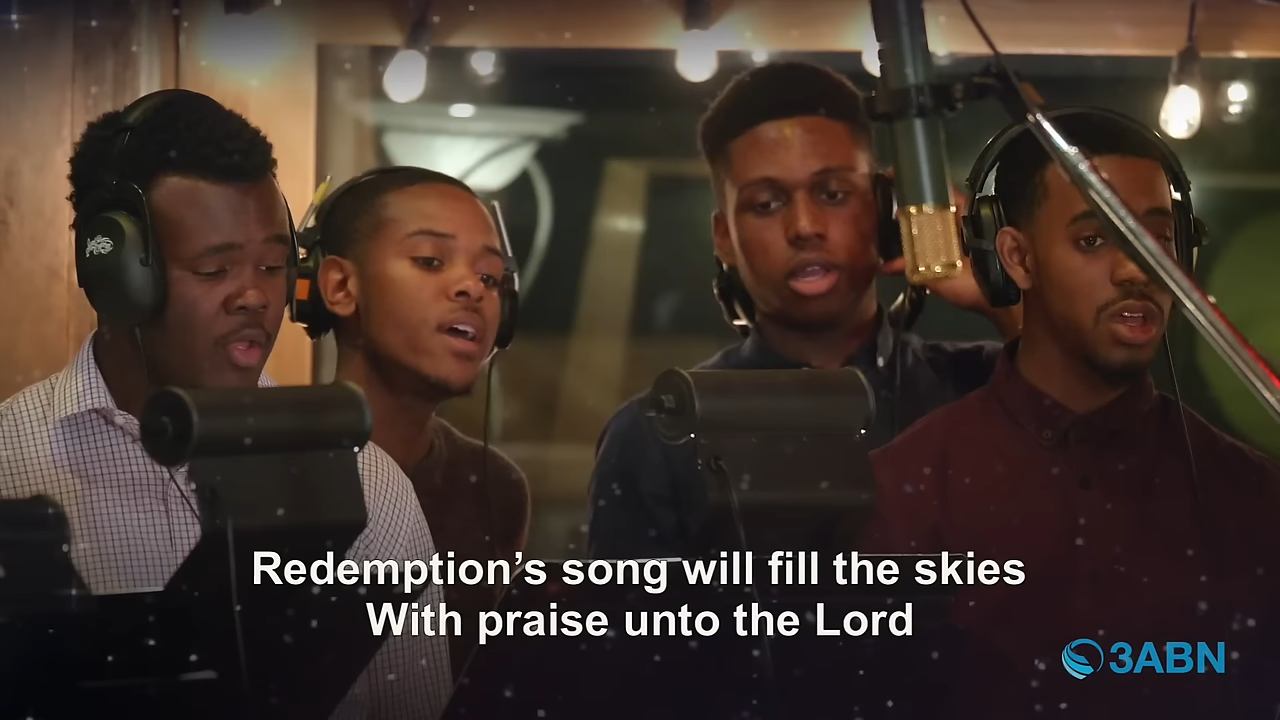 Redemption’s song will fill the skies
With praise unto the Lord
3ABN